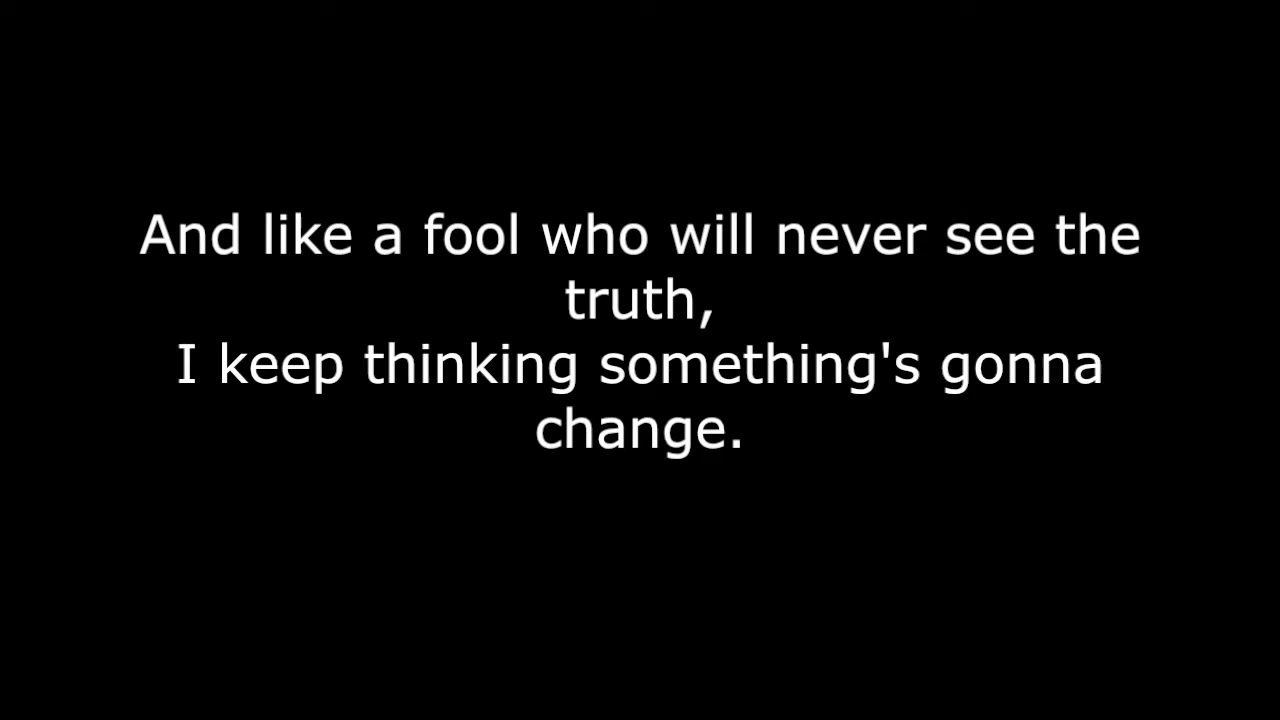 And like a fool who will never see the
truth,
I keep thinking something's gonna
change.